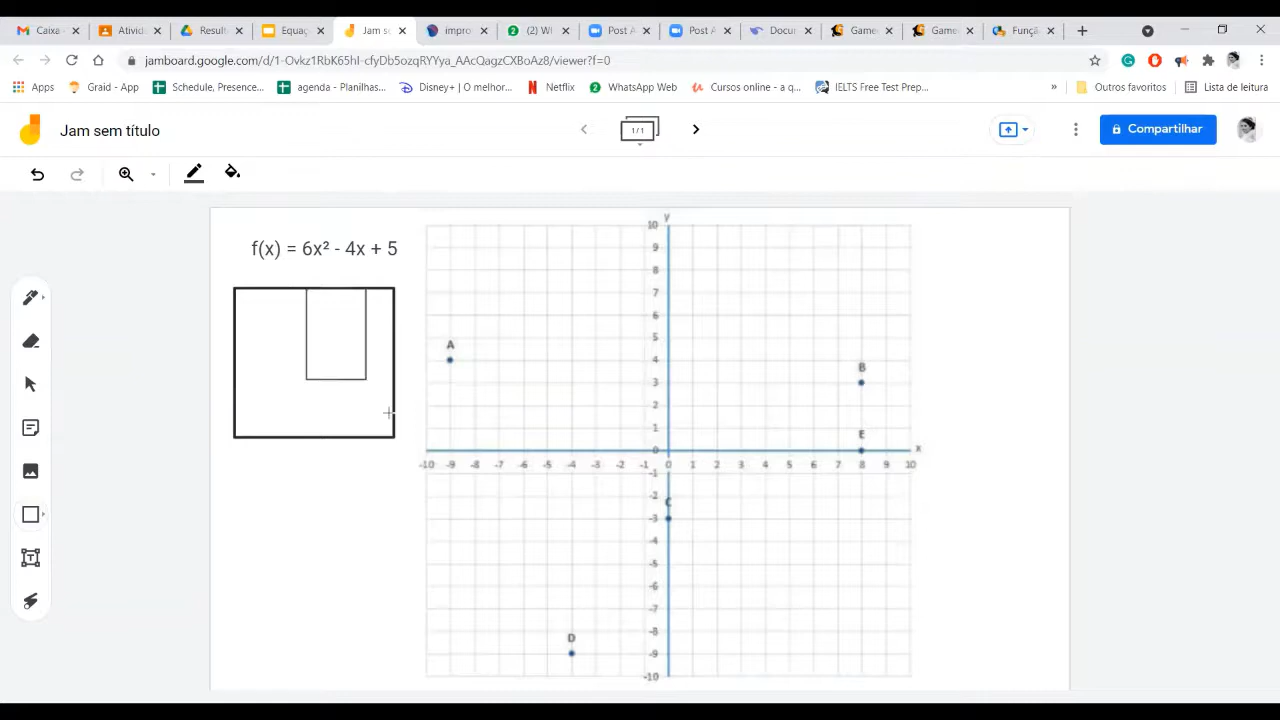 Caixa Ativid Result Equaç Jam se impro (2) W Post A Post A Docu Game Game Funçã
jamboard.google.com/d/1-
/viewer?f=0
Apps Graid - App Schedule, Presence... agenda - Planilhas... Disney+ | O melhor... Netflix WhatsApp Web Cursos online - a q... IELTS Free Test Prep... » Outros favoritos Lista de leitura
Jam sem título
1/1
Compartilhar
f(x) = 6x² - 4x + 5
y
10
9
8
7
6
5
A
4
B
3
2
1
E
0
x
-10 -9 -8 -7 -6 -5 -4 -3 -2 -1 0 1 2 3 4 5 6 7 8 9 10
-1
-2
C
-3
-4
-5
-6
-7
-8
D
-9
-10
T